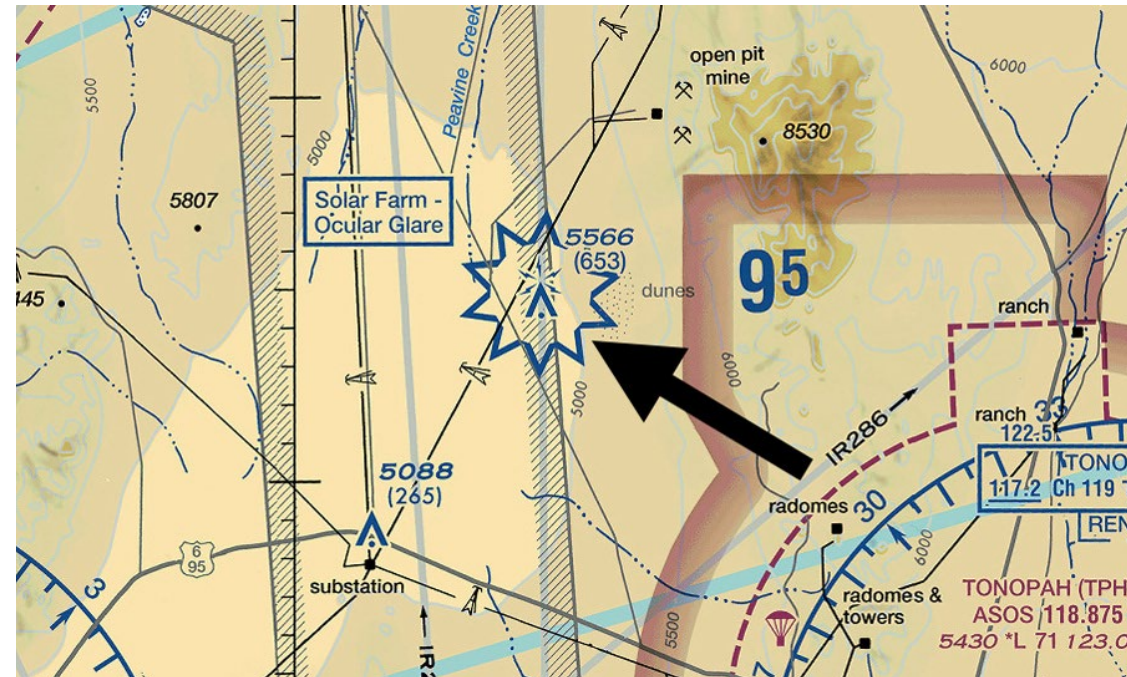 Peavine Creek
5500
5000
open pit
mine
6000
8530
5807
Solar Farm -
Ocular Glare
5566
(653)
dunes
95
445
ranch
6000
5000
IR286
ranch
33
122.5
5088
(265)
TONO
117.2 Ch 119
REN
30
radomes
6
95
substation
3
6000
radomes &
towers
TONOPAH (TPH
ASOS 118.875
5430 *L 71 123.0
5500